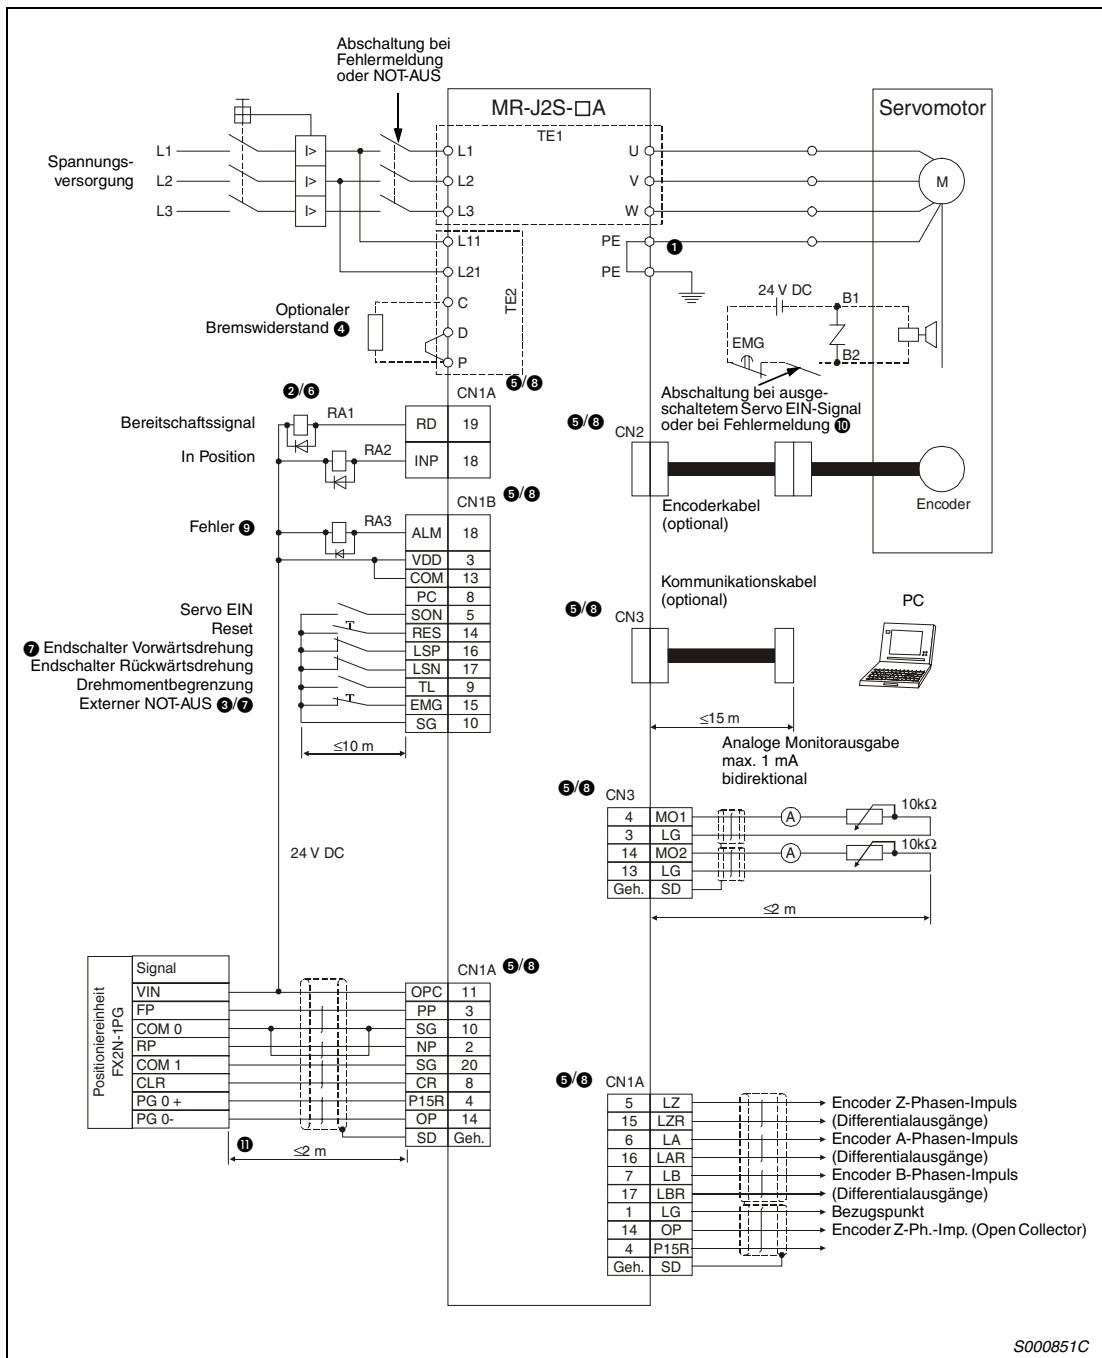 Abschaltung bei
Fehlermeldung
oder NOT-AUS
MR-J2S-□A
Servomotor
TE1
Spannungs-
versorgung
L1
L2
L3
I>
I>
I>
L1
L2
L3
U
V
W
M
L11
L21
PE
PE
❶
TE2
C
D
P
Optionaler
Bremswiderstand ❹
24 V DC
B1
B2
EMG
Abschaltung bei ausge-
schaltetem Servo EIN-Signal
oder bei Fehlermeldung ❿
❺/❽
CN1A
❷/❻
Bereitschaftssignal
RA1
RD 19
In Position
RA2
INP 18
❺/❽
CN2
Encoderkabel
(optional)
Encoder
CN1B ❺/❽
Fehler ❾
RA3
ALM 18
VDD 3
COM 13
PC 8
Servo EIN
SON 5
Reset
RES 14
❼ Endschalter Vorwärtsdrehung
LSP 16
Endschalter Rückwärtsdrehung
LSN 17
Drehmomentbegrenzung
TL 9
Externer NOT-AUS ❸/❼
EMG 15
SG 10
≤10 m
Kommunikationskabel
(optional)
PC
❺/❽
CN3
≤15 m
Analoge Monitorausgabe
max. 1 mA
bidirektional
❺/❽
CN3
4 MO1
A
10kΩ
3 LG
14 MO2
A
10kΩ
13 LG
Geh. SD
≤2 m
24 V DC
Positioniereinheit
FX2N-1PG
CN1A ❺/❽
Signal
VIN
OPC 11
FP
PP 3
COM 0
SG 10
RP
NP 2
COM 1
SG 20
CLR
CR 8
PG 0 +
P15R 4
PG 0-
OP 14
SD Geh.
⓫
≤2 m
❺/❽ CN1A
5 LZ Encoder Z-Phasen-Impuls
15 LZR (Differentialausgänge)
6 LA Encoder A-Phasen-Impuls
16 LAR (Differentialausgänge)
7 LB Encoder B-Phasen-Impuls
17 LBR (Differentialausgänge)
1 LG Bezugspunkt
14 OP Encoder Z-Ph.-Imp. (Open Collector)
4 P15R
Geh. SD
S000851C